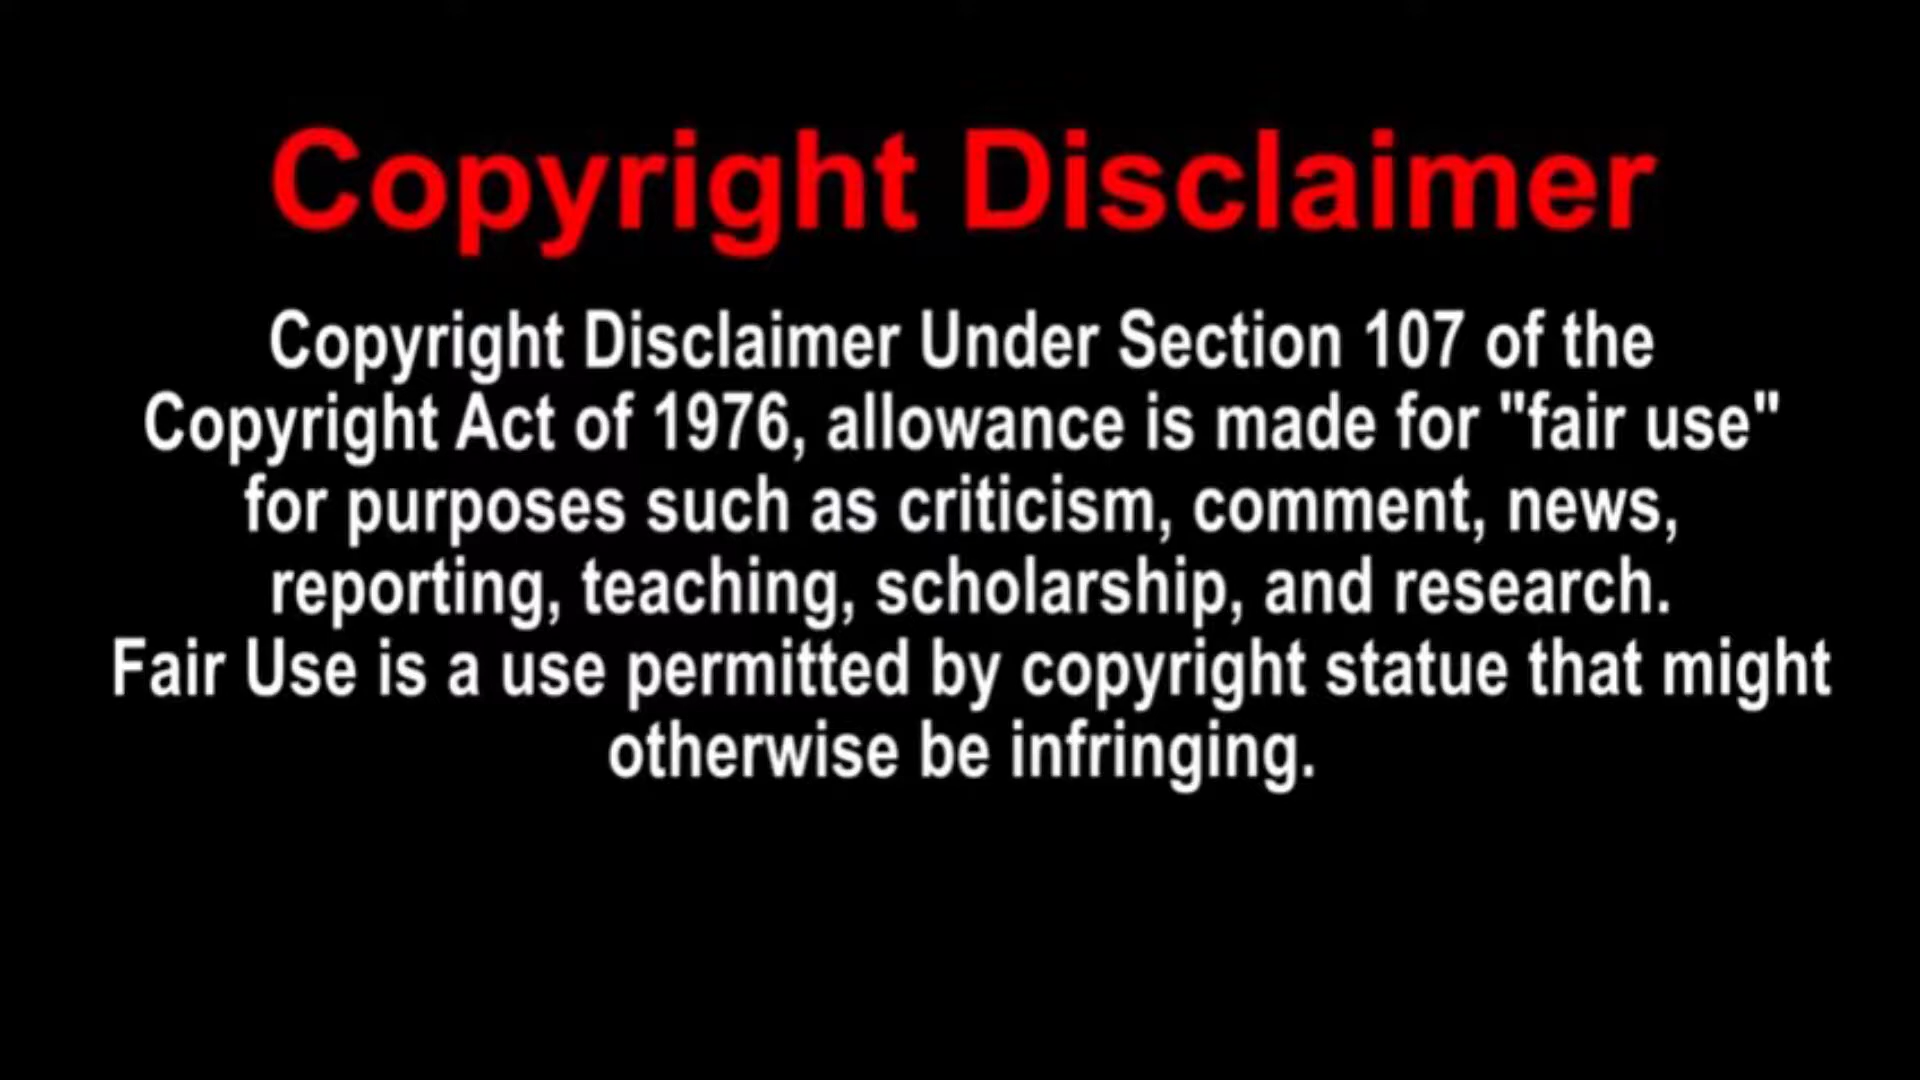 Copyright Disclaimer
Copyright Disclaimer Under Section 107 of the
Copyright Act of 1976, allowance is made for "fair use"
for purposes such as criticism, comment, news,
reporting, teaching, scholarship, and research.
Fair Use is a use permitted by copyright statue that might
otherwise be infringing.